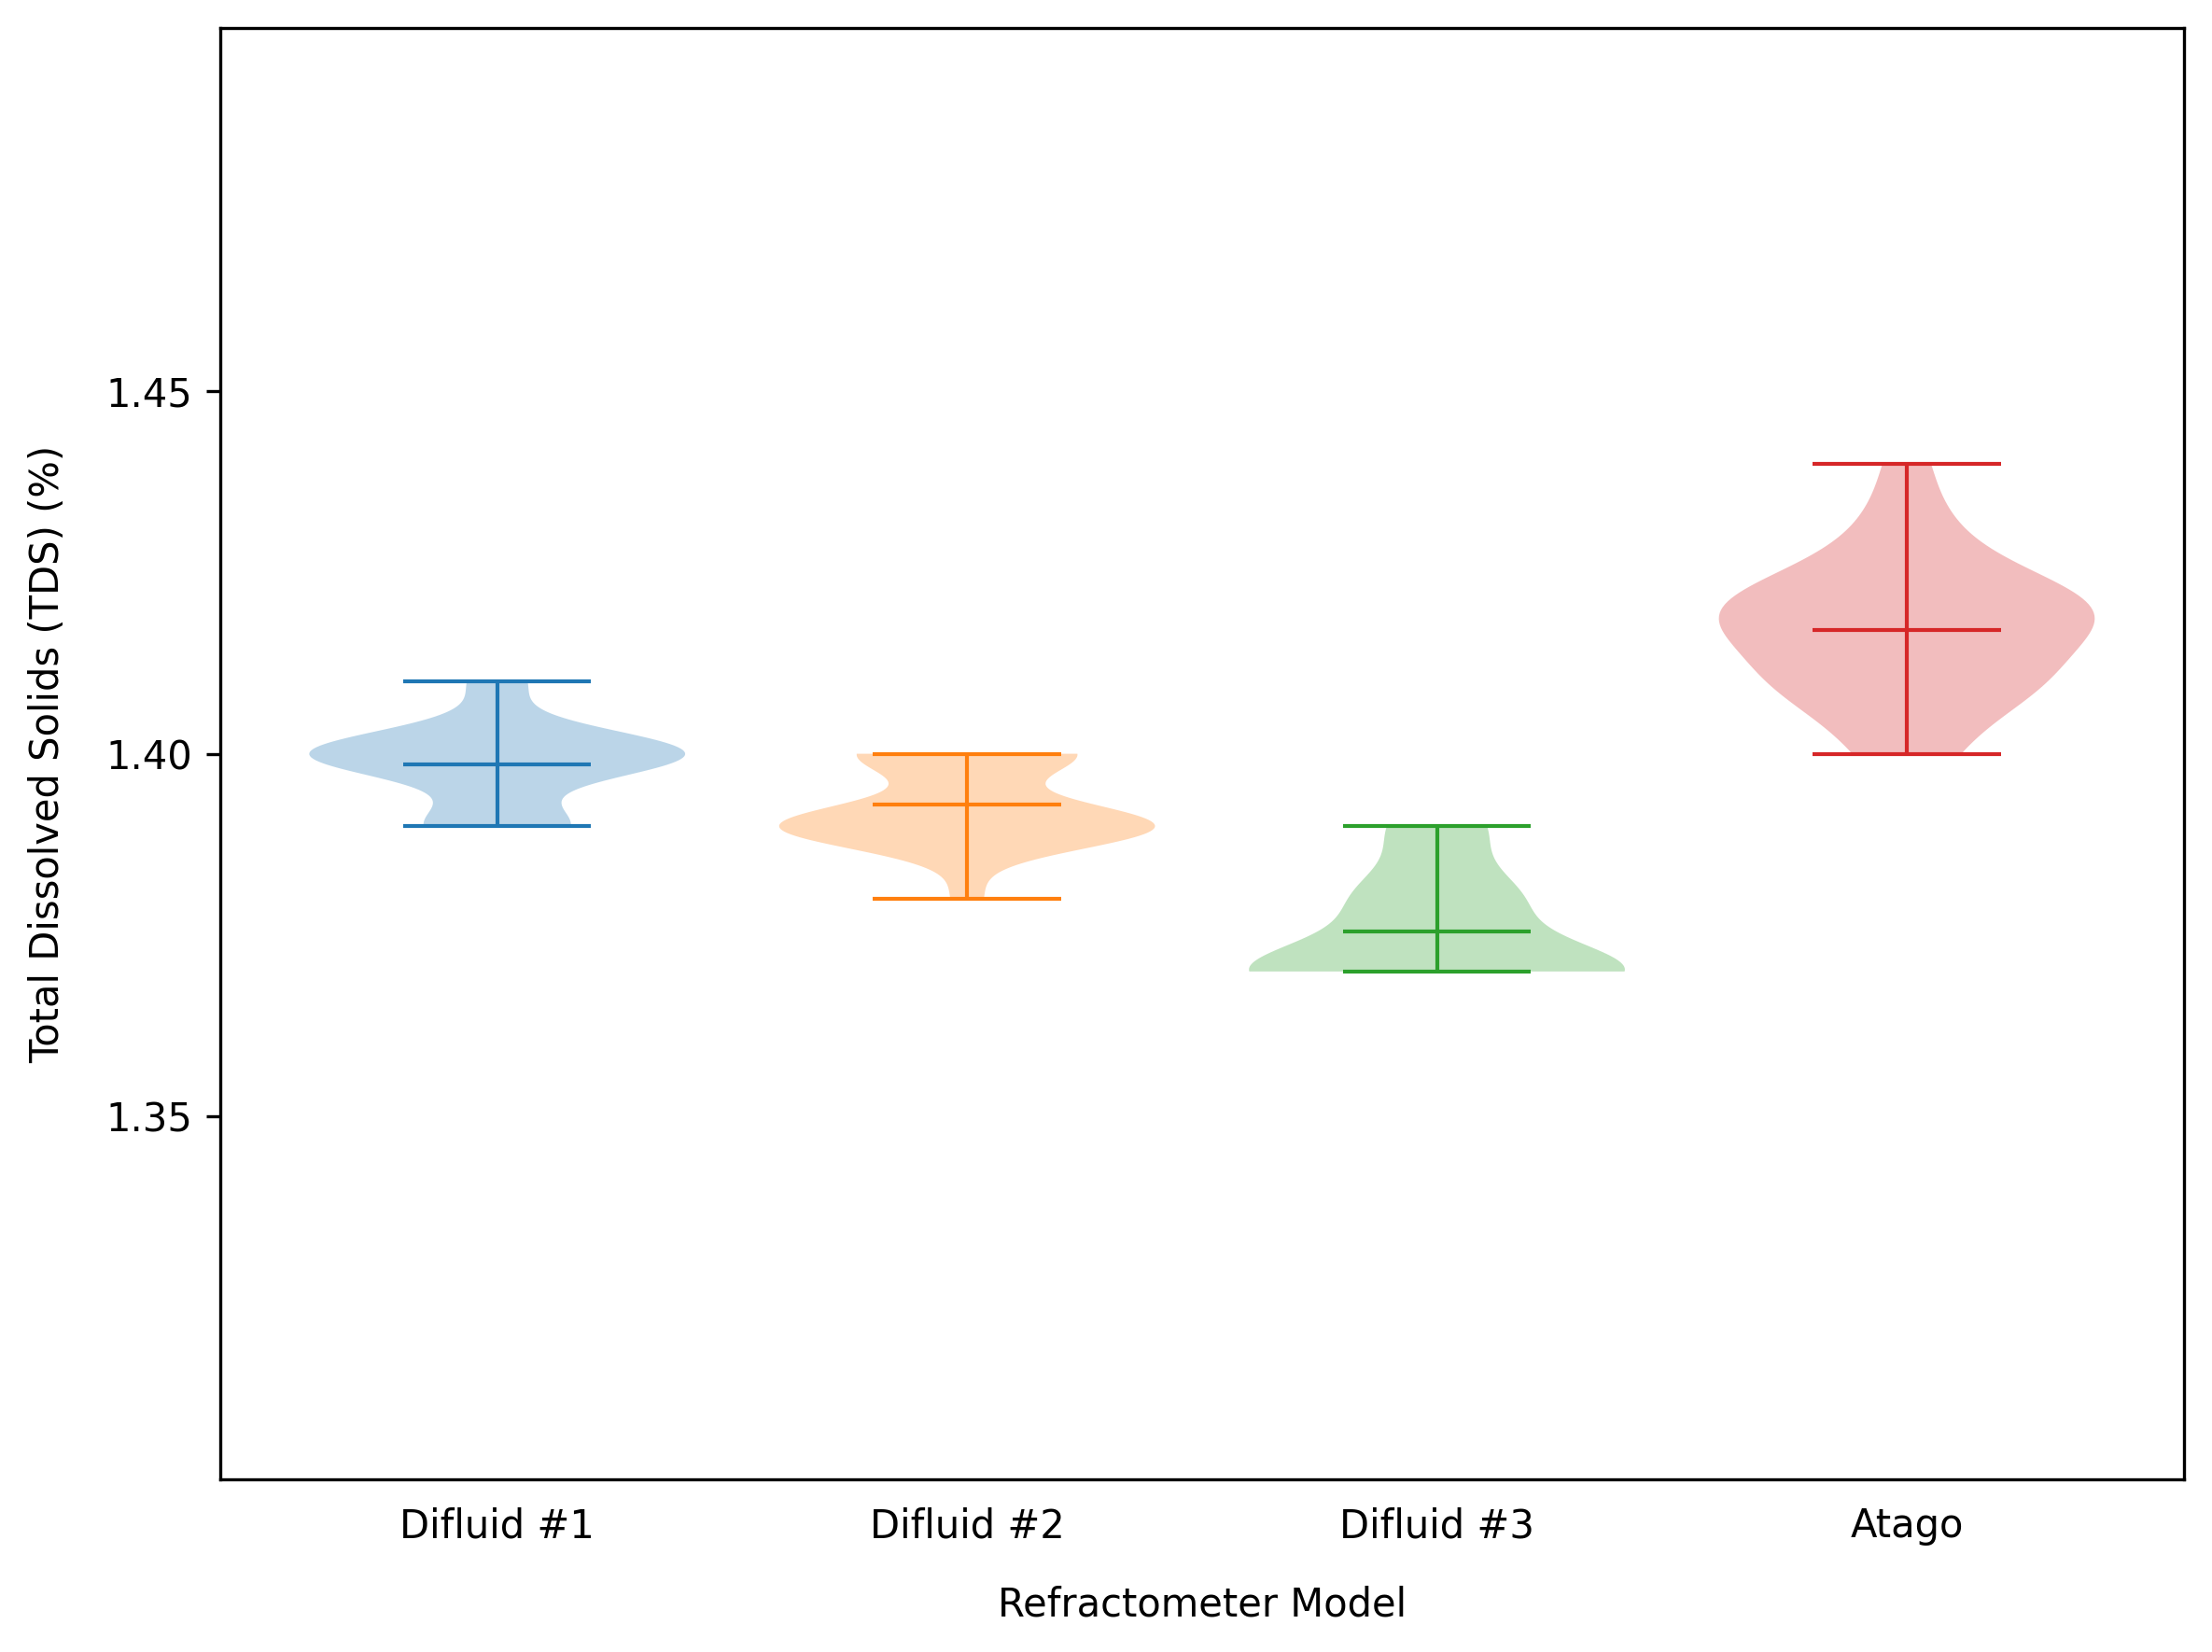 Total Dissolved Solids (TDS) (%)
1.45
1.40
1.35
Difluid #1
Difluid #2
Difluid #3
Atago
Refractometer Model